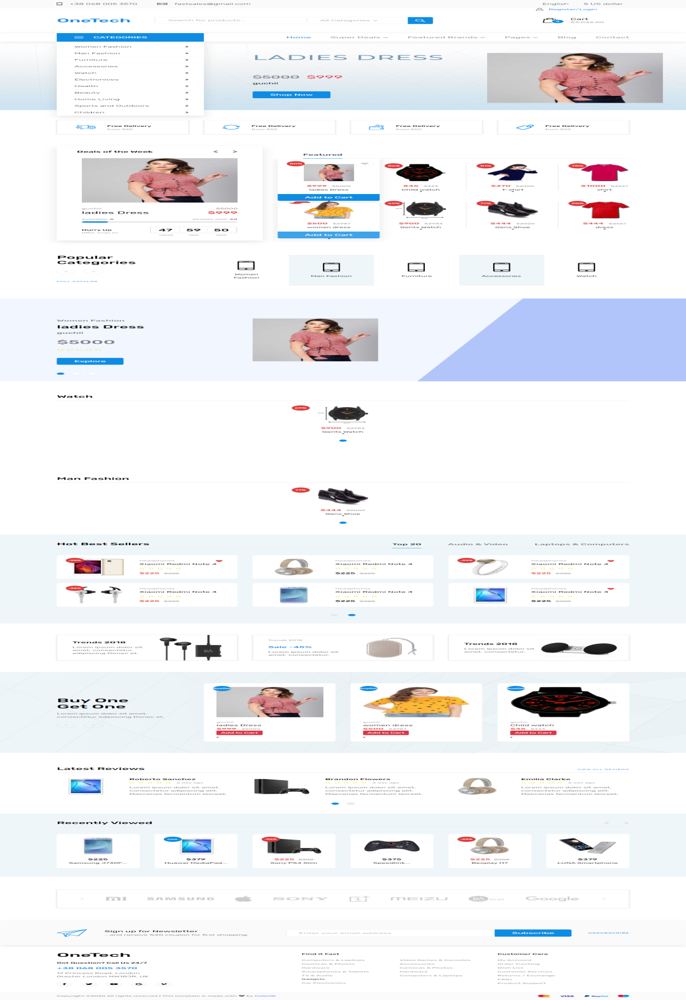 +38 068 005 3570
fastsales@gmail.com
English
$ US dollar
Register/Login
OneTech
Search for products...
All Categories
Cart
$3,042.00
CATEGORIES
Home
Super Deals
Featured Brands
Pages
Blog
Contact
Women Fashion
Man Fashion
Furniture
Accessories
Watch
Electronices
Health
Beauty
Home Living
Sports and Outdoors
Children
LADIES DRESS
$5000 $999
guchii
Shop Now
Free Delivery
from $50
Free Delivery
from $50
Free Delivery
from $50
Free Delivery
from $50
Deals of the Week
guchii
$5000
ladies Dress
$999
Available: 8
Already sold: 28
Hurry Up
Offer ends in:
47 59 50
Featured
80%
$999 $5000
ladies Dress
Add to Cart
86%
$45 $333
Child watch
81%
$370 $2000
T-shirt
78%
$1000 $4567
shirt
$500 $3987
women dress
Add to Cart
69%
$900 $2983
Gents Watch
77%
$444 $2000
Gens Shoe
90%
$444 $4567
dress
Popular
Categories
FULL CATALOG
Women
Fashion
Man Fashion
Furniture
Accessories
Watch
Women Fashion
ladies Dress
guchii
$5000
Explore
Watch
69%
$900 $2983
Gents Watch
Man Fashion
77%
$444 $2000
Gens Shoe
Hot Best Sellers
Top 20
Audio & Video
Laptops & Computers
-25%
Headphones
Xiaomi Redmi Note 4
$225 $300
Headphones
Xiaomi Redmi Note 4
$225 $300
-25%
Headphones
Xiaomi Redmi Note 4
$225 $300
-25%
Headphones
Xiaomi Redmi Note 4
$225 $300
Headphones
Xiaomi Redmi Note 4
$225 $300
Headphones
Xiaomi Redmi Note 4
$225 $300
Trends 2018
Lorem ipsum dolor sit
amet, consectetur
adipiscing Donec et.
Trends 2018
Sale -45%
Lorem ipsum dolor sit
amet, consectetur.
Trends 2018
Lorem ipsum dolor sit
amet, consectetur.
Buy One
Get One
Lorem ipsum dolor sit amet,
consectetur adipiscing Donec et.
BuyGet
guchii
ladies Dress
$999 $5000
Add to Cart
BuyGet
guchii
women dress
$500 $3987
Add to Cart
BuyGet
guchii
Child watch
$45 $333
Add to Cart
Latest Reviews
VIEW ALL REVIEWS
Roberto Sanchez
2 day ago
Lorem ipsum dolor sit amet,
consectetur adipiscing elit.
Maecenas fermentum laoreet.
Brandon Flowers
2 day ago
Lorem ipsum dolor sit amet,
consectetur adipiscing elit.
Maecenas fermentum laoreet.
Emilia Clarke
2 day ago
Lorem ipsum dolor sit amet,
consectetur adipiscing elit.
Maecenas fermentum laoreet.
Recently Viewed
$225
Samsung J730F...
new
$379
Huawei MediaPad...
-25%
$225 $300
Sony PS4 Slim
$375
Speedlink...
-25%
$225 $300
Beoplay H7
$379
LUNA Smartphone
mi
SAMSUNG
SONY
1+
MEIZU
B&O PLAY
Google
Sign up for Newsletter
...and receive %20 coupon for first shopping.
Enter your email address
Subscribe
UNSUBSCRIBE
OneTech
Got Question? Call Us 24/7
+38 068 005 3570
17 Princess Road, London
Grester London NW18JR, UK
Find it Fast
Computers & Laptops
Cameras & Photos
Hardware
Smartphones & Tablets
TV & Audio
Gadgets
Car Electronics
Video Games & Consoles
Accessories
Cameras & Photos
Hardware
Computers & Laptops
Customer Care
My Account
Order Tracking
Wish List
Customer Services
Returns / Exchange
FAQs
Product Support
Copyright ©2020 All rights reserved | This template is made with by Colorlib
VISA
PayPal